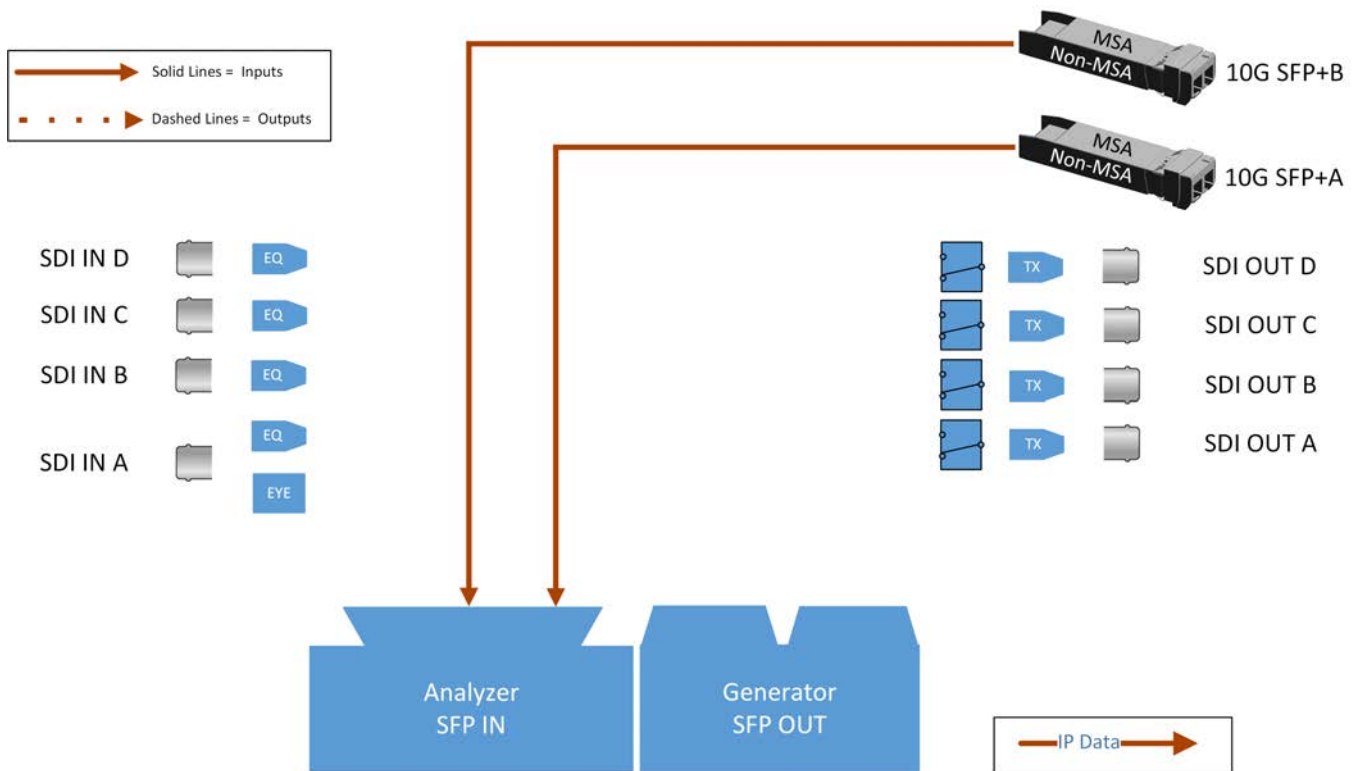 MSA
Non-MSA
10G SFP+B
Solid Lines = Inputs
Dashed Lines = Outputs
MSA
Non-MSA
10G SFP+A
SDI IN D
EQ
TX
SDI OUT D
SDI IN C
EQ
TX
SDI OUT C
SDI IN B
EQ
TX
SDI OUT B
SDI IN A
EQ
EYE
TX
SDI OUT A
Analyzer
SFP IN
Generator
SFP OUT
IP Data